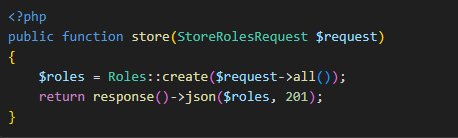 <?php
public function store(StoreRolesRequest $request)
{
    $roles = Roles::create($request->all());
    return response()->json($roles, 201);
}